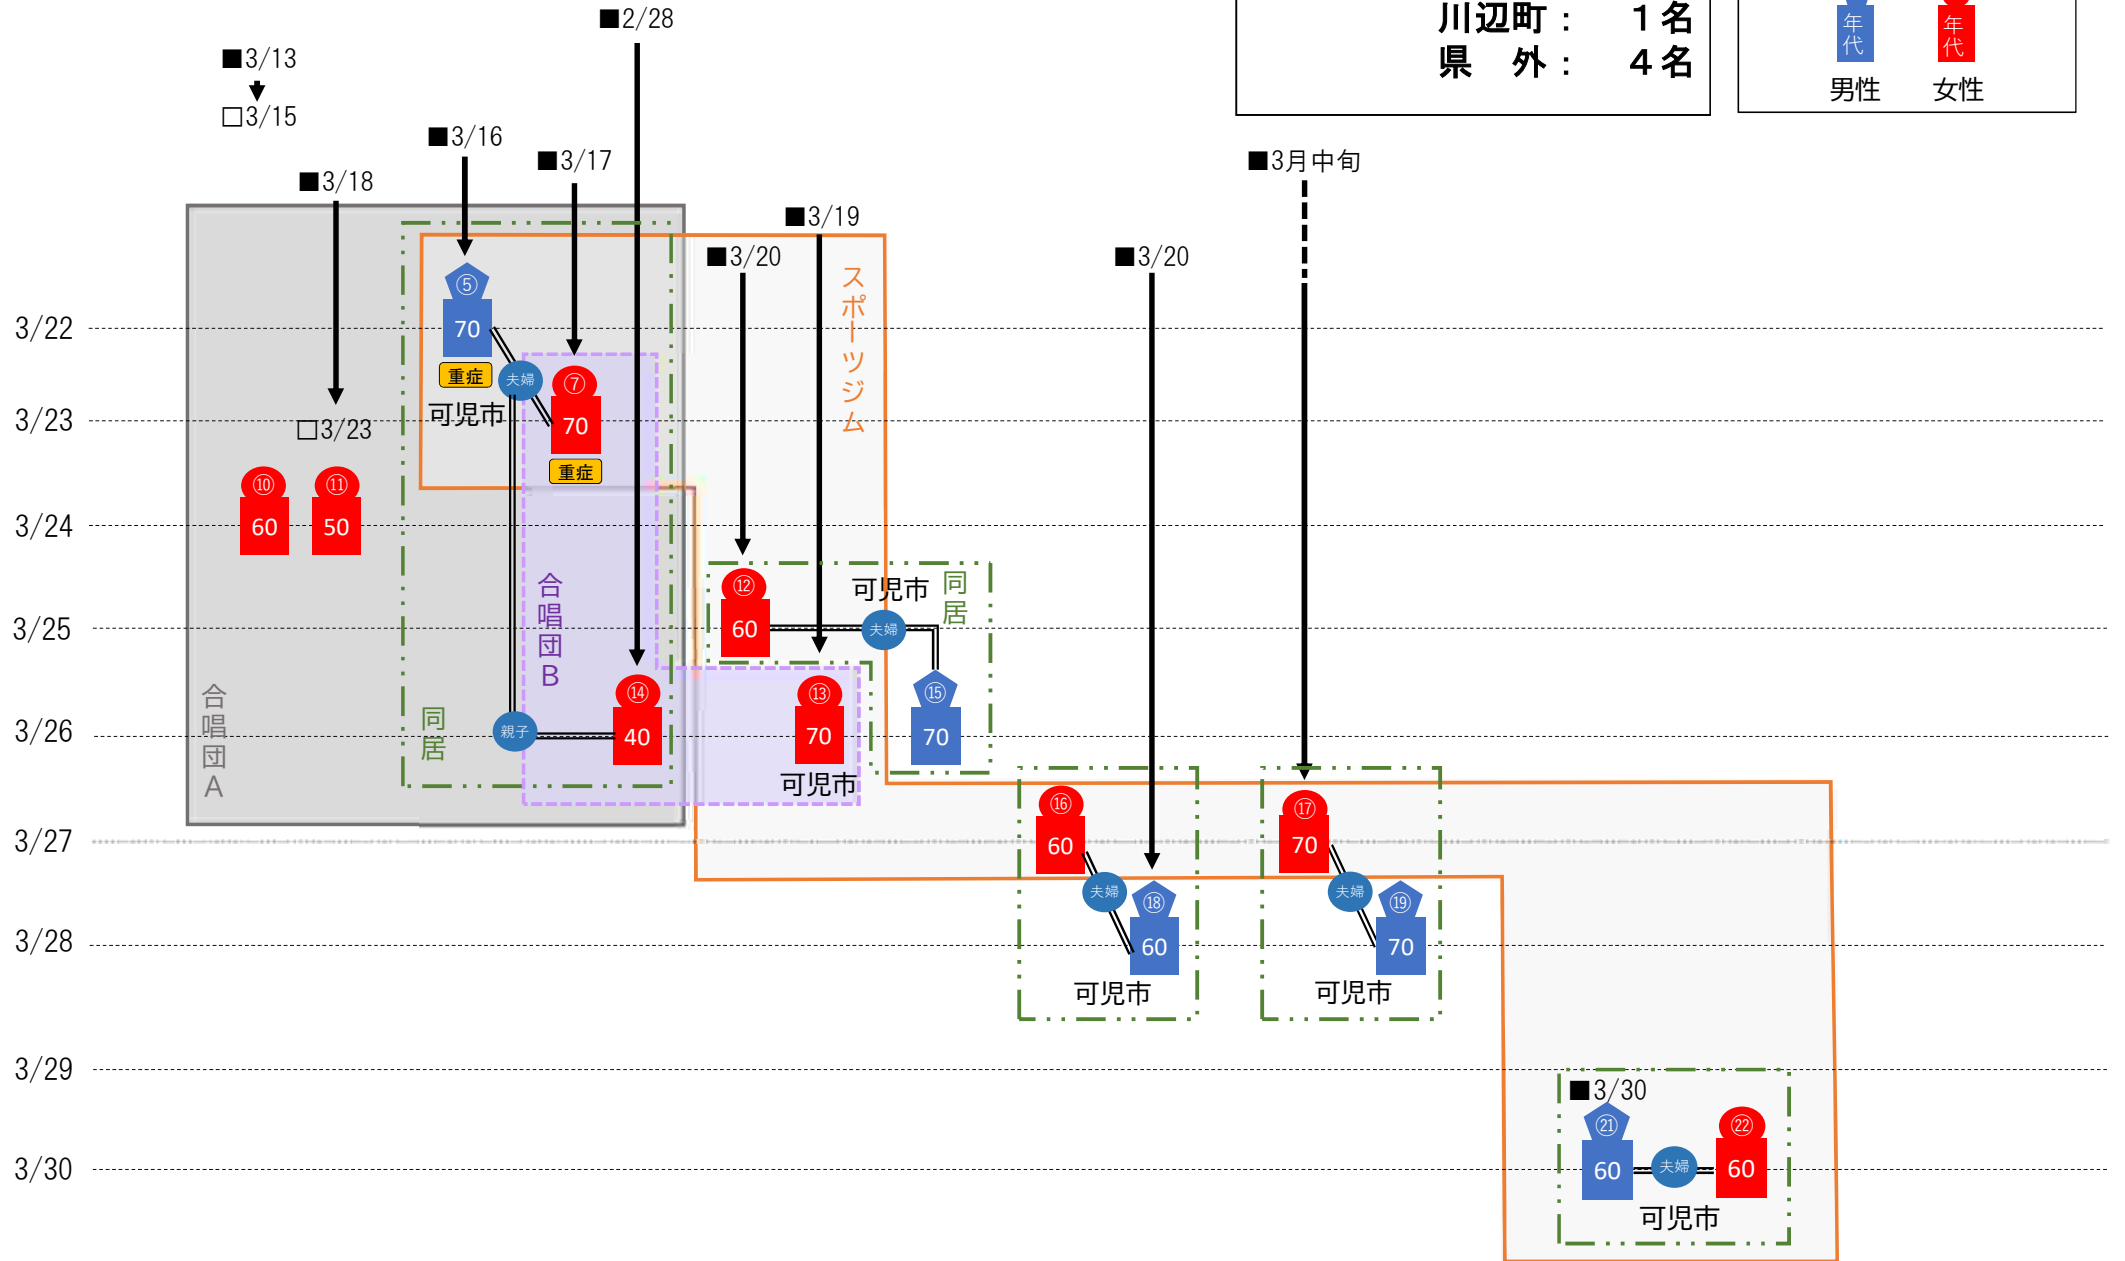 ■2/28
川辺町： 1名
県　外： 4名
年代
年代
男性
女性
■3/13
□3/15
■3/16
■3/17
■3月中旬
■3/18
■3/19
■3/20
■3/20
スポーツジム
⑤
70
重症
夫婦
可児市
⑦
70
重症
3/22
3/23
□3/23
⑩
60
⑪
50
3/24
合唱団B
⑫
60
可児市
同居
夫婦
3/25
合唱団A
同居
親子
⑭
40
⑬
70
可児市
⑮
70
3/26
⑯
60
夫婦
⑱
60
可児市
⑰
70
夫婦
⑲
70
可児市
3/27
3/28
3/29
■3/30
㉑
60
夫婦
㉒
60
可児市
3/30